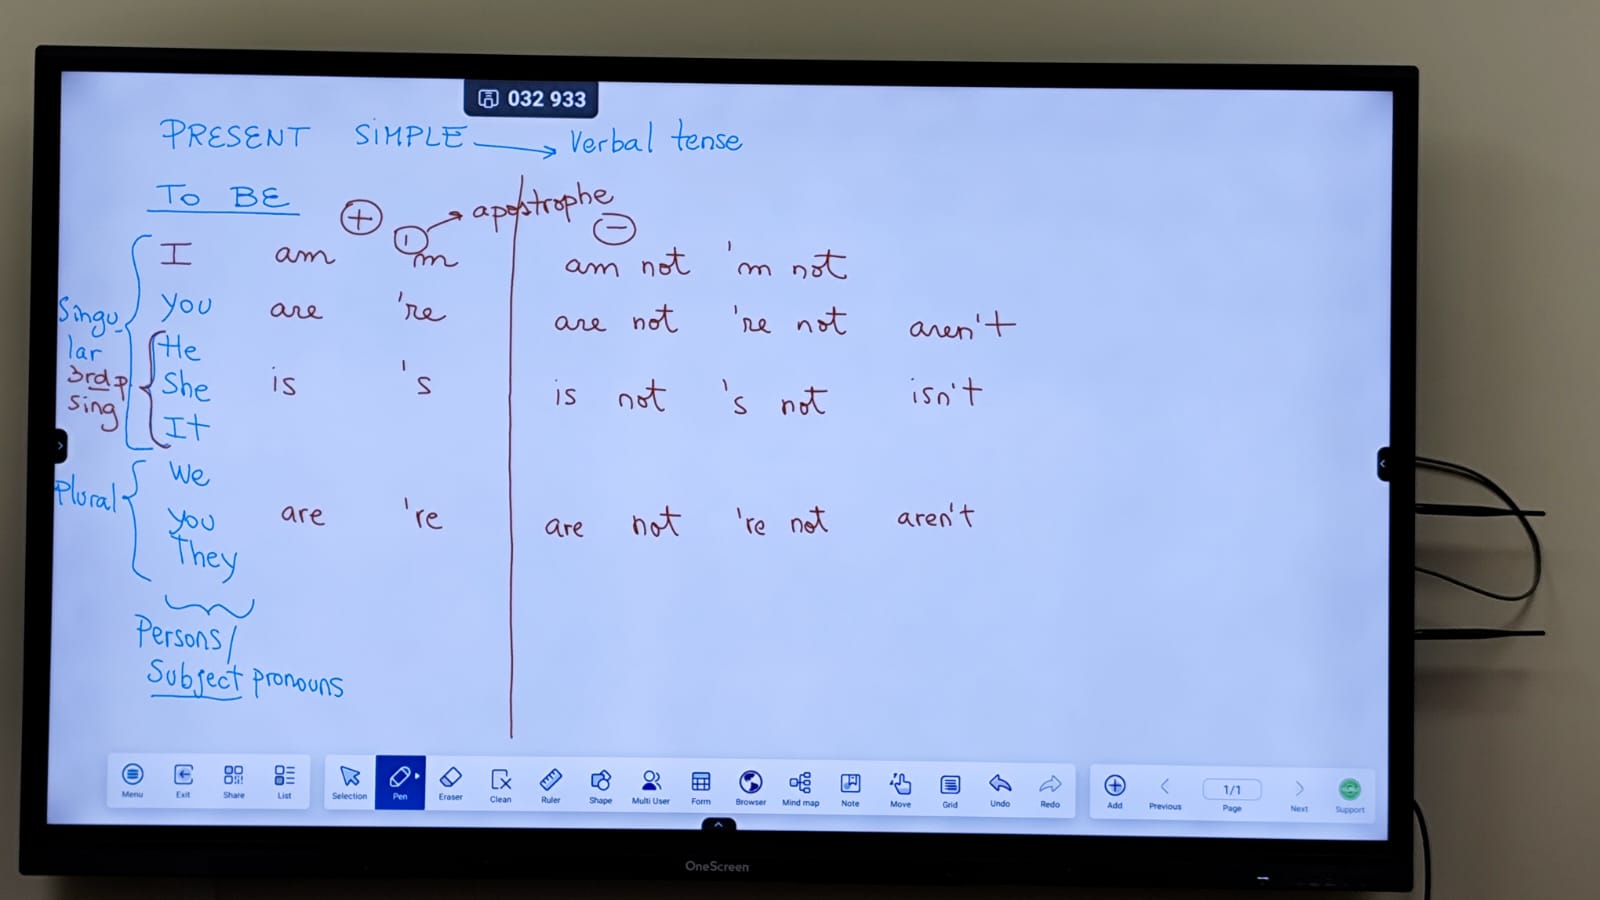 032 933
PRESENT SIMPLE → Verbal tense
TO BE
+ ' → apostrophe −
I am 'm am not 'm not
you are 're are not 're not aren't
Singu-
lar
He
3rd p.
sing
She is 's is not 's not isn't
It
We
Plural
you are 're are not 're not aren't
They
Persons/
Subject pronouns
Menu Exit Share List Selection Pen Eraser Clean Ruler Shape Multi User Form Browser Mind map Note Move Grid Undo Redo Add Previous 1/1 Page Next Support
OneScreen